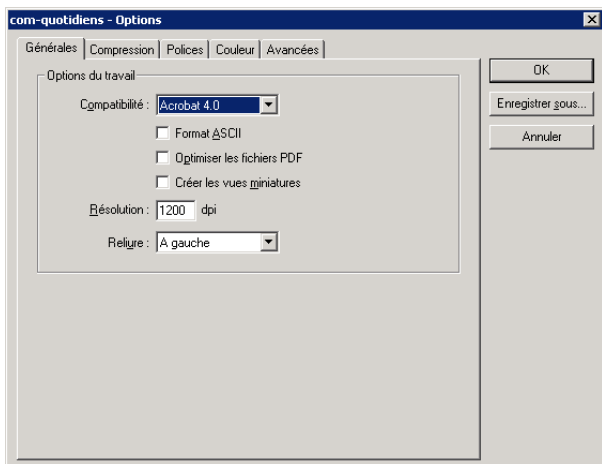 com-quotidiens - Options
Générales Compression Polices Couleur Avancées
Options du travail
Compatibilité : Acrobat 4.0
Format ASCII
Optimiser les fichiers PDF
Créer les vues miniatures
Résolution : 1200 dpi
Reliure : A gauche
OK
Enregistrer sous...
Annuler